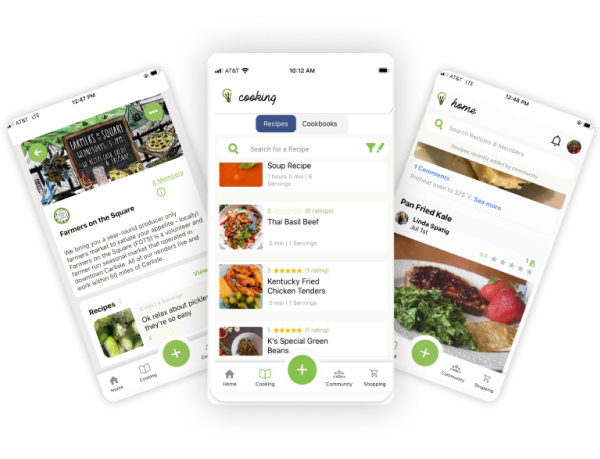 AT&T LTE
12:47 PM
FARMERS ON THE SQUARE
4 Members
Farmers on the Square
We bring you a year-round producer only
farmers market to satiate your appetite - locally!
Farmers on the Square (FOTS) is a volunteer and
farmer run seasonal market that operated in
downtown Carlisle. All of our vendors live and
work within 50 miles of Carlisle.
Recipes
View
0 min | 6 Servings
Ok relax about pickle-
they're so easy
Home
Cooking
+
AT&T
10:12 AM
cooking
Recipes
Cookbooks
Search for a Recipe
Soup Recipe
1 hours 0 min | 6
Servings
0 (0 ratings)
Thai Basil Beef
0 min | 1 Servings
5 (1 rating)
Kentucky Fried
Chicken Tenders
0 min | 1 Servings
5 (1 rating)
K's Special Green
Beans
Home
Cooking
+
Community
Shopping
AT&T LTE
12:48 PM
home
Search Recipes & Members
Recipes recently added by community
1 Comments
Preheat oven to 375°F. See more
Pan Fried Kale
Linda Spatig
Jul 1st
0.0
1
+
Community
Shopping